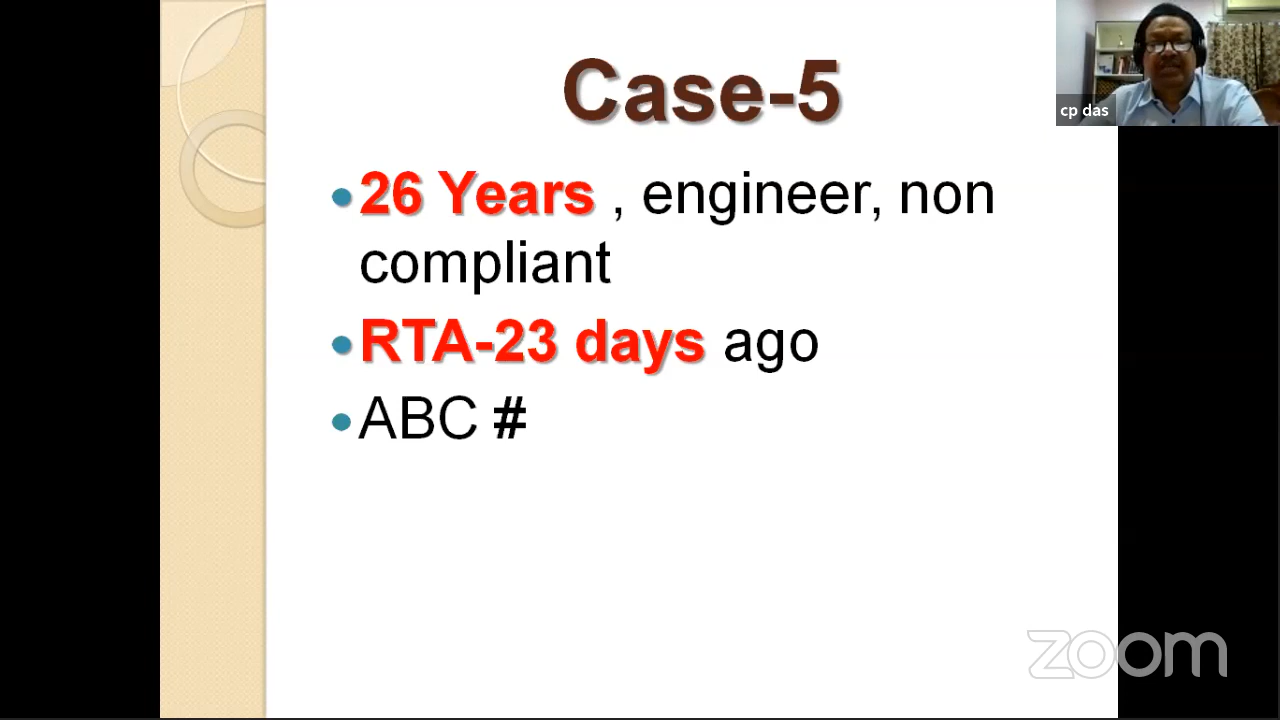 Case-5
cp das
26 Years , engineer, non
compliant
RTA-23 days ago
ABC #
zoom